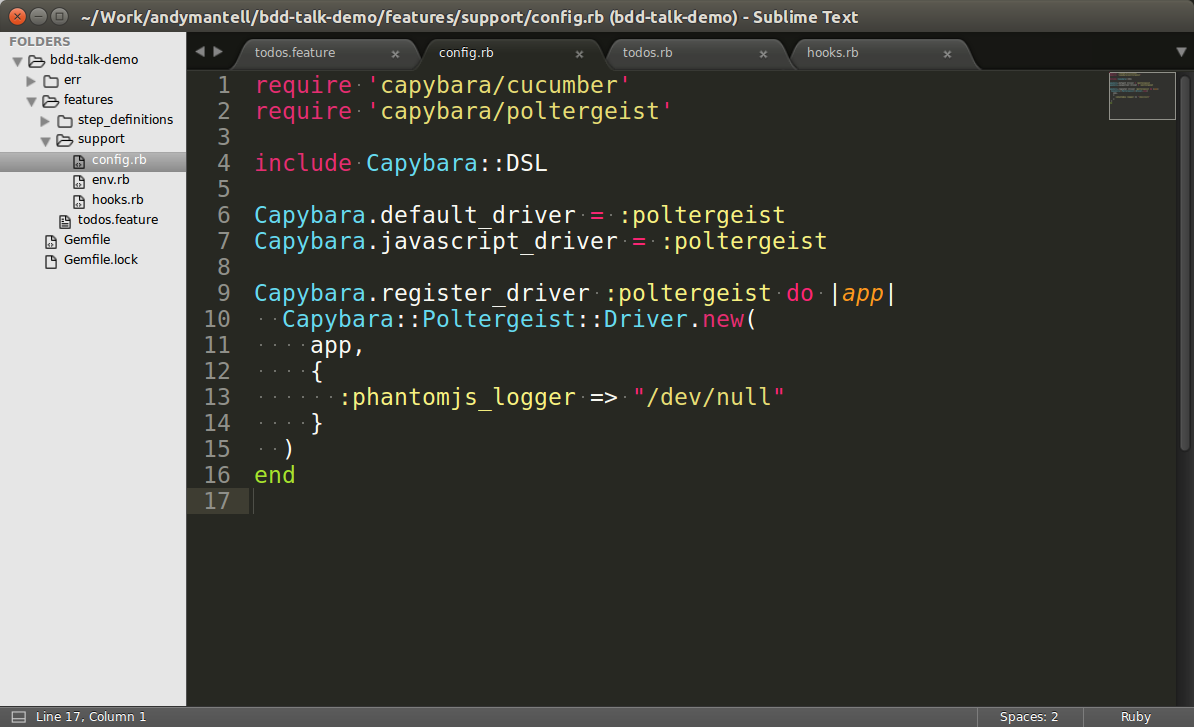 ~/Work/andymantell/bdd-talk-demo/features/support/config.rb (bdd-talk-demo) - Sublime Text
FOLDERS
bdd-talk-demo
err
features
step_definitions
support
config.rb
env.rb
hooks.rb
todos.feature
Gemfile
Gemfile.lock
todos.feature × config.rb × todos.rb × hooks.rb ×
1 require 'capybara/cucumber'
2 require 'capybara/poltergeist'
3
4 include Capybara::DSL
5
6 Capybara.default_driver = :poltergeist
7 Capybara.javascript_driver = :poltergeist
8
9 Capybara.register_driver :poltergeist do |app|
10   Capybara::Poltergeist::Driver.new(
11     app,
12     {
13       :phantomjs_logger => "/dev/null"
14     }
15   )
16 end
17
Line 17, Column 1 Spaces: 2 Ruby